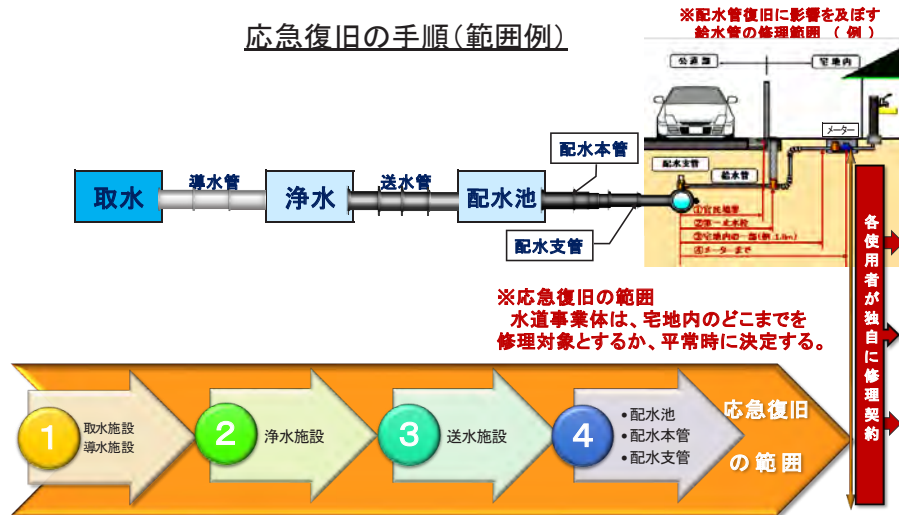 応急復旧の手順(範囲例)
※配水管復旧に影響を及ぼす
給水管の修理範囲 ( 例 )
公道部
宅地内
メーター
配水支管
給水管
①官民境界
②第一止水栓
③宅地内の一部(例:1.0m)
④メーターまで
取水
導水管
浄水
送水管
配水池
配水本管
配水支管
各使用者が独自に修理契約
※応急復旧の範囲
水道事業体は、宅地内のどこまでを
修理対象とするか、平常時に決定する。
1
取水施設
導水施設
2
浄水施設
3
送水施設
4
•配水池
•配水本管
•配水支管
応急復旧
の範囲